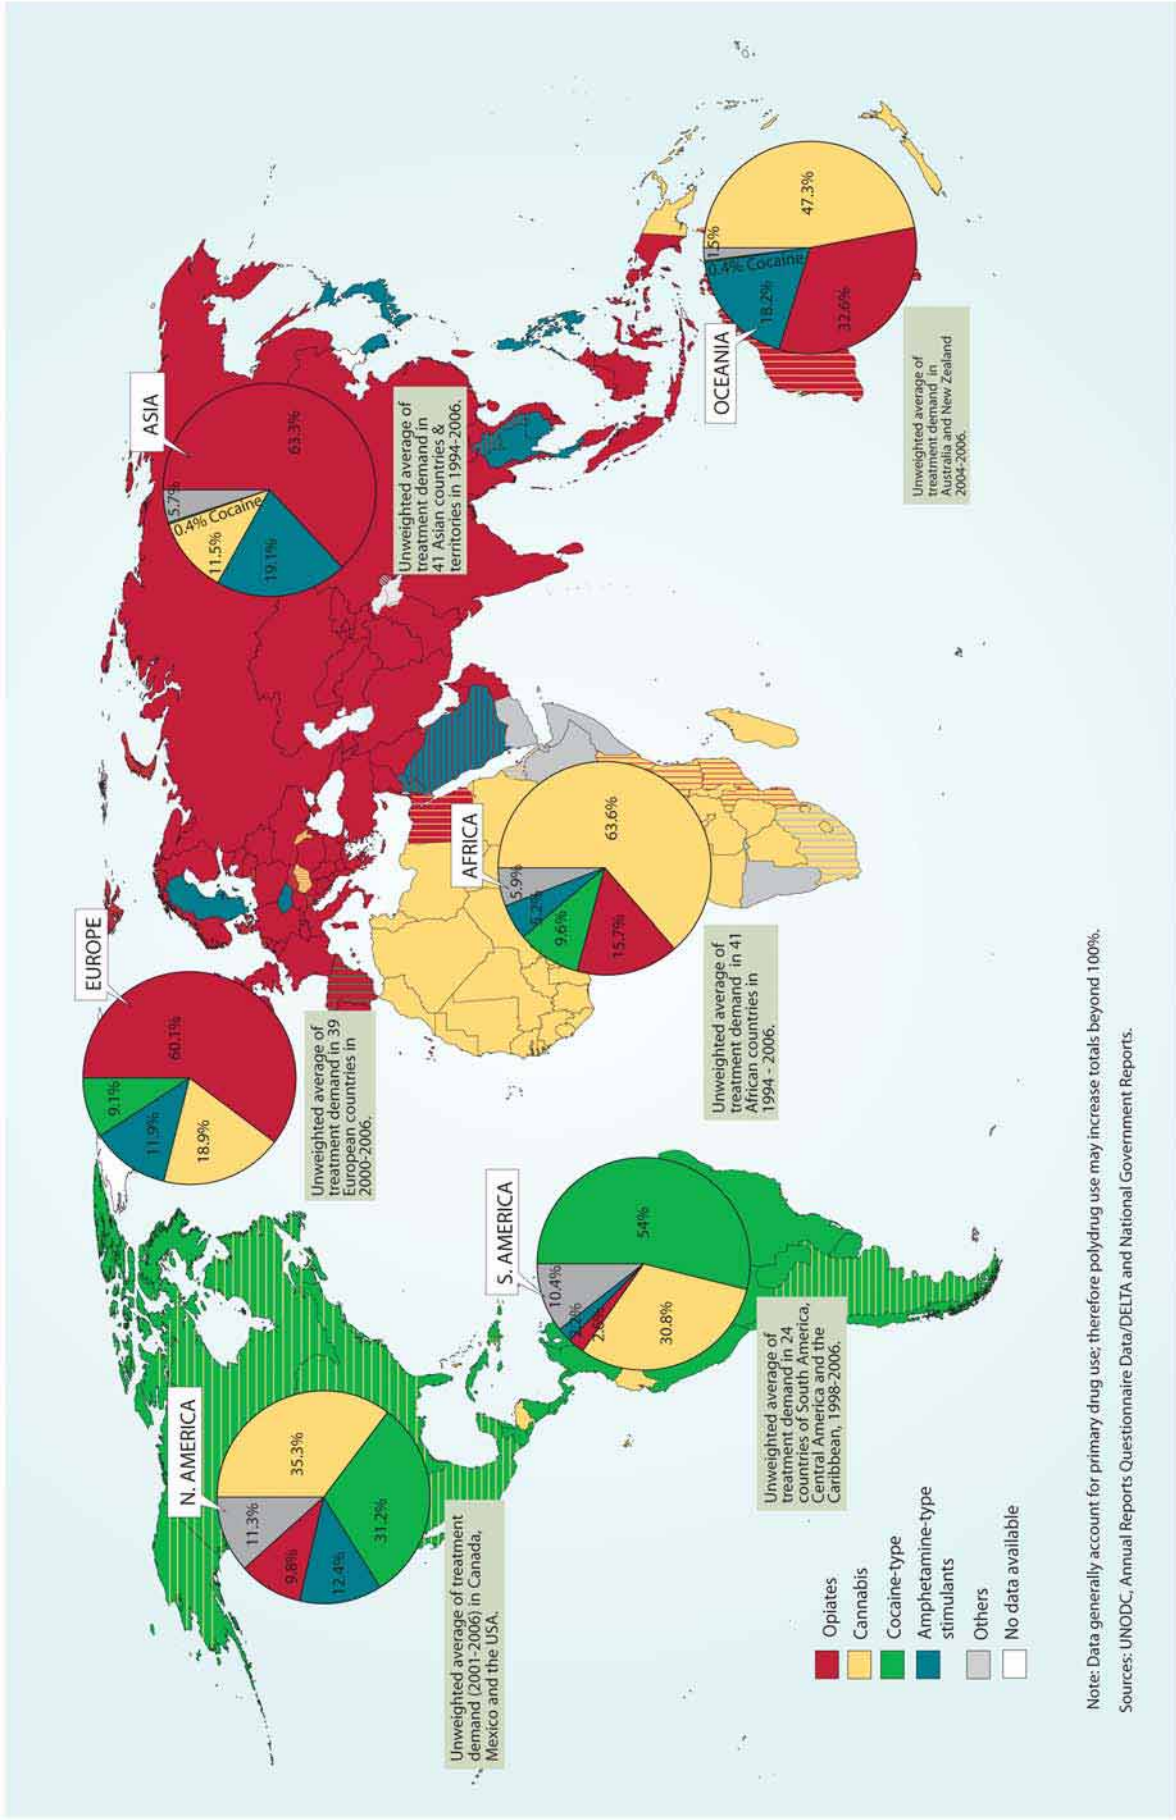 EUROPE
9.1%
60.1%
11.9%
18.9%
Unweighted average of
treatment demand in 39
European countries in
2000-2006.
ASIA
5.7%
0.4% Cocaine
11.5%
63.3%
19.1%
Unweighted average of
treatment demand in
41 Asian countries &
territories in 1994-2006.
N. AMERICA
11.3%
35.3%
9.8%
12.4%
31.2%
Unweighted average of treatment
demand (2001-2006) in Canada,
Mexico and the USA.
AFRICA
5.9%
63.6%
9.6%
15.7%
Unweighted average of
treatment demand in 41
African countries in
1994 - 2006.
S. AMERICA
10.4%
54%
30.8%
Unweighted average of
treatment demand in 24
countries of South America,
Central America and the
Caribbean, 1998-2006.
OCEANIA
1.5%
0.4% Cocaine
47.3%
18.2%
32.6%
Unweighted average of
treatment demand in
Australia and New Zealand
2004-2006.
Opiates
Cannabis
Cocaine-type
Amphetamine-type
stimulants
Others
No data available
Note: Data generally account for primary drug use; therefore polydrug use may increase totals beyond 100%.
Sources: UNODC, Annual Reports Questionnaire Data/DELTA and National Government Reports.